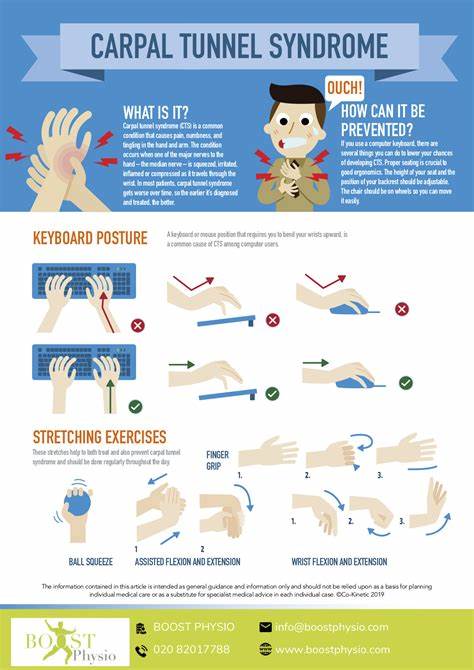 CARPAL TUNNEL SYNDROME
WHAT IS IT?
Carpal tunnel syndrome (CTS) is a common
condition that causes pain, numbness, and
tingling in the hand and arm. The condition
occurs when one of the major nerves to the
hand – the median nerve – is squeezed, irritated,
inflamed or compressed as it travels through the
wrist. In most patients, carpal tunnel syndrome
gets worse over time, so the earlier it's diagnosed
and treated, the better.
OUCH!
HOW CAN IT BE
PREVENTED?
If you use a computer keyboard, there are
several things you can do to lower your chances
of developing CTS. Proper seating is crucial to
good ergonomics. The height of your seat and the
position of your backrest should be adjustable.
The chair should be on wheels so you can move
it easily.
KEYBOARD POSTURE
A keyboard or mouse position that requires you to bend your wrists upward, is
a common cause of CTS among computer users.
STRETCHING EXERCISES
These stretches help to both treat and also prevent carpal tunnel
syndrome and should be done regularly throughout the day.
FINGER
GRIP
1.
2.
3.
1
2
1.
2.
3.
BALL SQUEEZE
ASSISTED FLEXION AND EXTENSION
WRIST FLEXION AND EXTENSION
The information contained in this article is intended as general guidance and information only and should not be relied upon as a basis for planning
individual medical care or as a substitute for specialist medical advice in each individual case. ©Co-Kinetic 2019
BOOST
Physio
BOOST PHYSIO
info@boostphysio.com
020 82017788
www.boostphysio.com